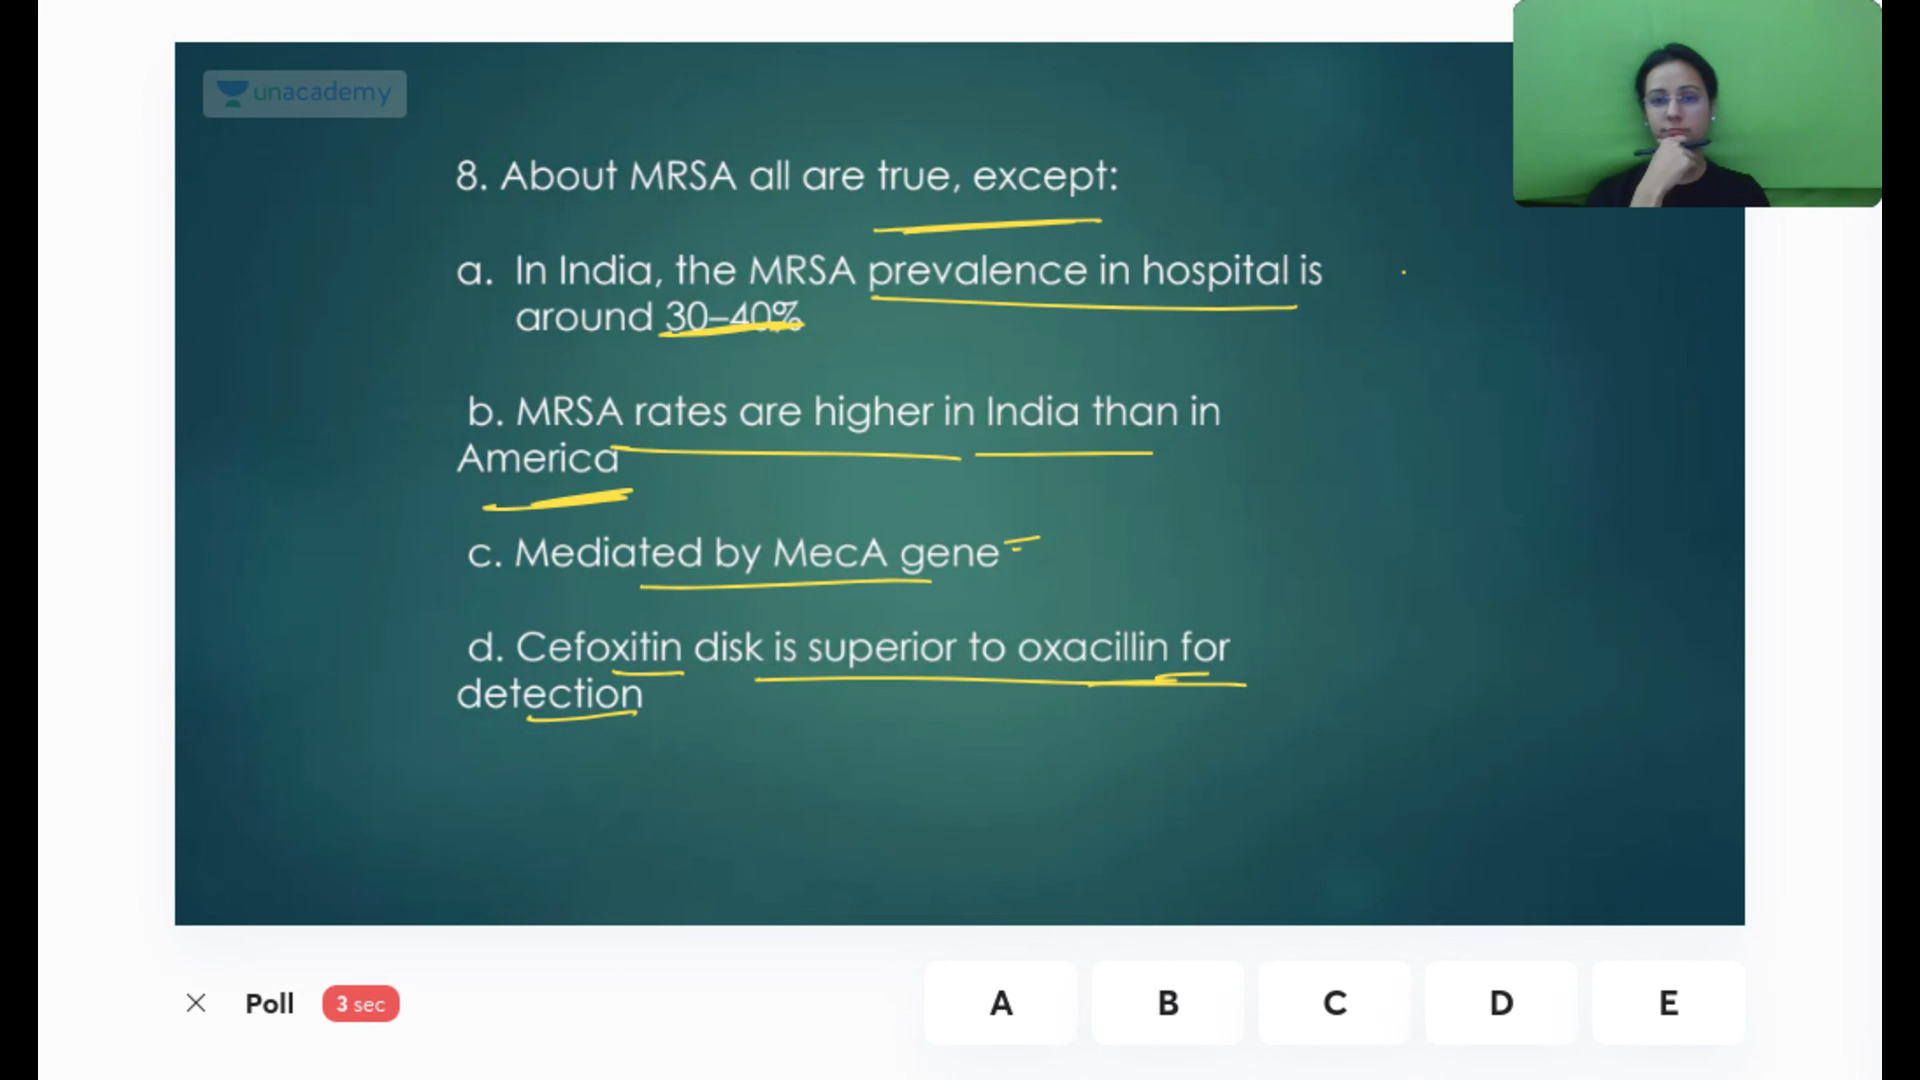 unacademy
8. About MRSA all are true, except:
a. In India, the MRSA prevalence in hospital is
around 30–40%
b. MRSA rates are higher in India than in
America
c. Mediated by MecA gene
d. Cefoxitin disk is superior to oxacillin for
detection
Poll 3 sec A B C D E